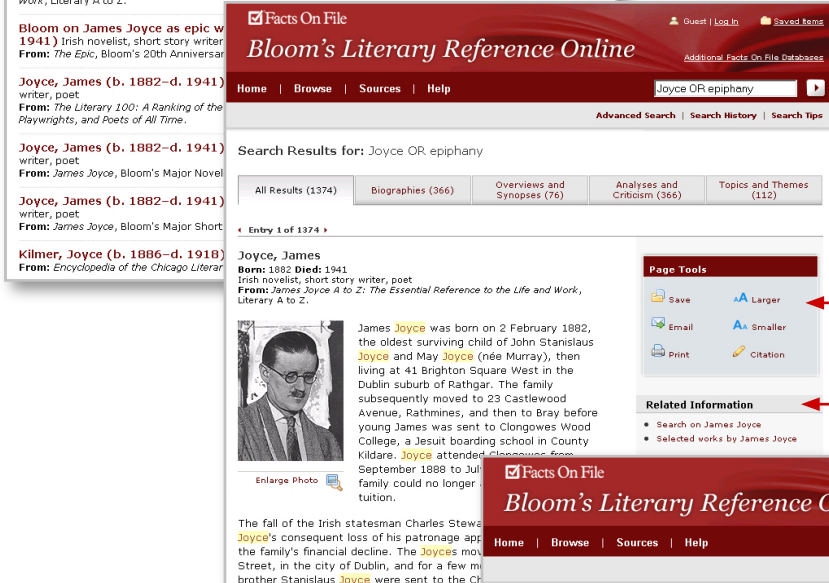 Work, Literary A to Z.
Bloom on James Joyce as epic w
1941) Irish novelist, short story writer
From: The Epic, Bloom's 20th Anniversar
Joyce, James (b. 1882–d. 1941)
writer, poet
From: The Literary 100: A Ranking of the
Playwrights, and Poets of All Time.
Joyce, James (b. 1882–d. 1941)
writer, poet
From: James Joyce, Bloom's Major Novel
Joyce, James (b. 1882–d. 1941)
writer, poet
From: James Joyce, Bloom's Major Short
Kilmer, Joyce (b. 1886–d. 1918)
From: Encyclopedia of the Chicago Literar
Facts On File
Guest | Log In Saved Items
Bloom's Literary Reference Online
Additional Facts On File Databases
Home | Browse | Sources | Help
Joyce OR epiphany
Advanced Search | Search History | Search Tips
Search Results for: Joyce OR epiphany
All Results (1374)
Biographies (366)
Overviews and
Synopses (76)
Analyses and
Criticism (366)
Topics and Themes
(112)
Entry 1 of 1374
Joyce, James
Born: 1882 Died: 1941
Irish novelist, short story writer, poet
From: James Joyce A to Z: The Essential Reference to the Life and Work,
Literary A to Z.
James Joyce was born on 2 February 1882,
the oldest surviving child of John Stanislaus
Joyce and May Joyce (née Murray), then
living at 41 Brighton Square West in the
Dublin suburb of Rathgar. The family
subsequently moved to 23 Castlewood
Avenue, Rathmines, and then to Bray before
young James was sent to Clongowes Wood
College, a Jesuit boarding school in County
Kildare. Joyce attended Clongowes from
September 1888 to Jul
family could no longer
tuition.
Enlarge Photo
The fall of the Irish statesman Charles Stewa
Joyce's consequent loss of his patronage app
the family's financial decline. The Joyces mov
Street, in the city of Dublin, and for a few m
brother Stanislaus Joyce were sent to the Ch
Page Tools
Save
AA Larger
Email
AA Smaller
Print
Citation
Related Information
Search on James Joyce
Selected works by James Joyce
Facts On File
Bloom's Literary Reference O
Home | Browse | Sources | Help